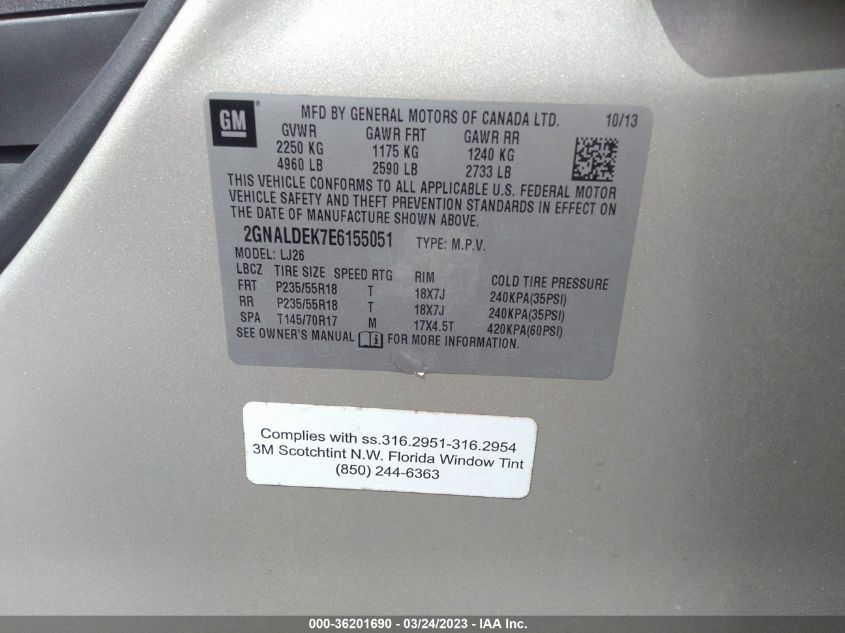 GM
MFD BY GENERAL MOTORS OF CANADA LTD. 10/13
GVWR GAWR FRT GAWR RR
2250 KG 1175 KG 1240 KG
4960 LB 2590 LB 2733 LB
THIS VEHICLE CONFORMS TO ALL APPLICABLE U.S. FEDERAL MOTOR
VEHICLE SAFETY AND THEFT PREVENTION STANDARDS IN EFFECT ON
THE DATE OF MANUFACTURE SHOWN ABOVE.
2GNALDEK7E6155051 TYPE: M.P.V.
MODEL: LJ26
LBCZ TIRE SIZE SPEED RTG RIM COLD TIRE PRESSURE
FRT P235/55R18 T 18X7J 240KPA(35PSI)
RR P235/55R18 T 18X7J 240KPA(35PSI)
SPA T145/70R17 M 17X4.5T 420KPA(60PSI)
SEE OWNER'S MANUAL FOR MORE INFORMATION.
Complies with ss.316.2951-316.2954
3M Scotchtint N.W. Florida Window Tint
(850) 244-6363
000-36201690 - 03/24/2023 - IAA Inc.